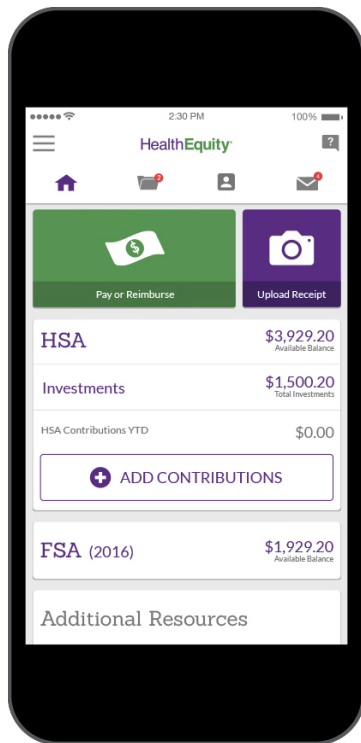 2:30 PM 100%
HealthEquity ?
2 4
$
Pay or Reimburse Upload Receipt
HSA $3,929.20
Available Balance
Investments $1,500.20
Total Investments
HSA Contributions YTD $0.00
+ ADD CONTRIBUTIONS
FSA (2016) $1,929.20
Available Balance
Additional Resources